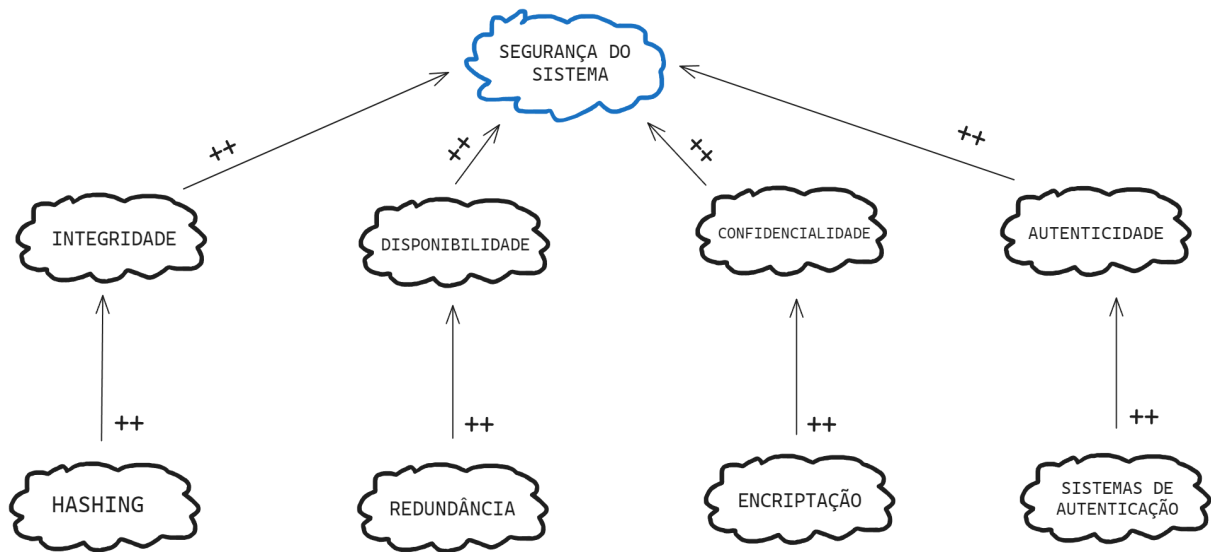 SEGURANÇA DO
SISTEMA
++
++
++
++
INTEGRIDADE
DISPONIBILIDADE
CONFIDENCIALIDADE
AUTENTICIDADE
++
++
++
++
HASHING
REDUNDÂNCIA
ENCRIPTAÇÃO
SISTEMAS DE
AUTENTICAÇÃO